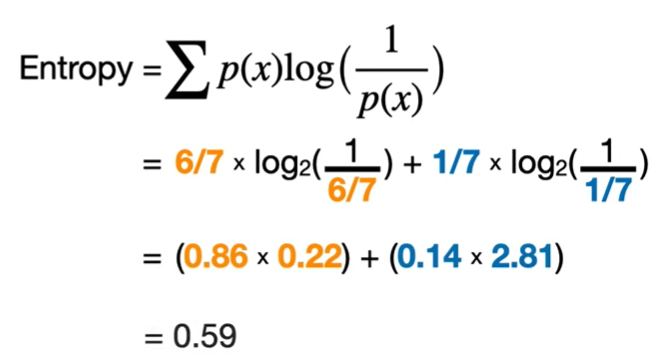 Entropy = ∑ p(x)log(1/p(x))
= 6/7 × log2(1/6/7) + 1/7 × log2(1/1/7)
= (0.86 × 0.22) + (0.14 × 2.81)
= 0.59